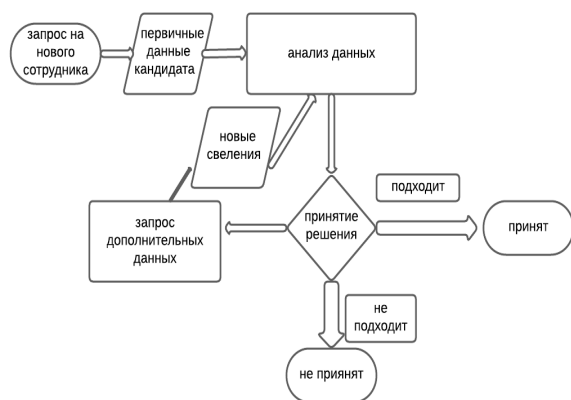 запрос на
нового
сотрудника
первичные
данные
кандидата
анализ данных
новые
свеления
подходит
запрос
дополнительных
данных
принятие
решения
принят
не
подходит
не приянят